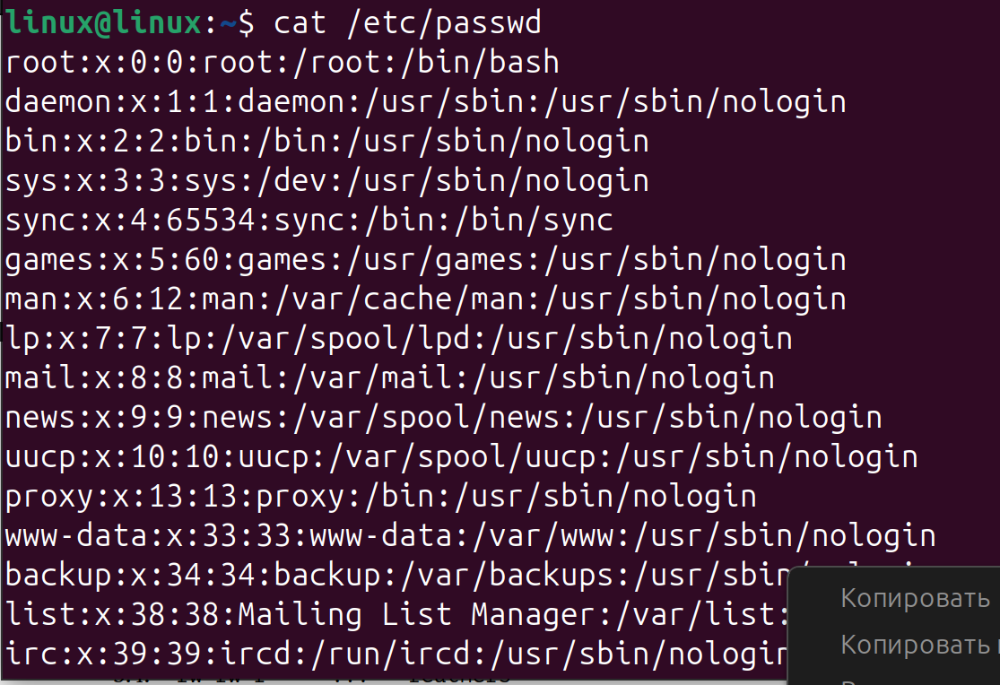 linux@linux:~$ cat /etc/passwd
root:x:0:0:root:/root:/bin/bash
daemon:x:1:1:daemon:/usr/sbin:/usr/sbin/nologin
bin:x:2:2:bin:/bin:/usr/sbin/nologin
sys:x:3:3:sys:/dev:/usr/sbin/nologin
sync:x:4:65534:sync:/bin:/bin/sync
games:x:5:60:games:/usr/games:/usr/sbin/nologin
man:x:6:12:man:/var/cache/man:/usr/sbin/nologin
lp:x:7:7:lp:/var/spool/lpd:/usr/sbin/nologin
mail:x:8:8:mail:/var/mail:/usr/sbin/nologin
news:x:9:9:news:/var/spool/news:/usr/sbin/nologin
uucp:x:10:10:uucp:/var/spool/uucp:/usr/sbin/nologin
proxy:x:13:13:proxy:/bin:/usr/sbin/nologin
www-data:x:33:33:www-data:/var/www:/usr/sbin/nologin
backup:x:34:34:backup:/var/backups:/usr/sbin/nologin
list:x:38:38:Mailing List Manager:/var/list:
irc:x:39:39:ircd:/run/ircd:/usr/sbin/nologin
Копировать
Копировать